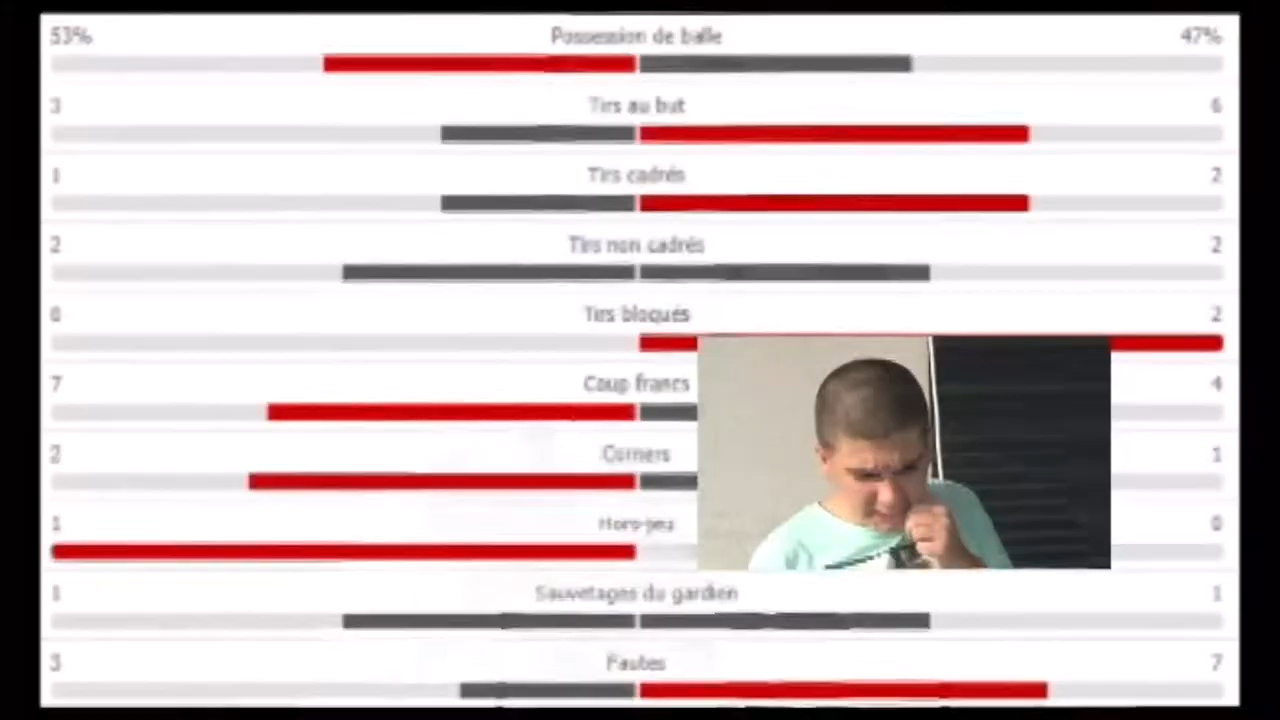 53% Possession de balle 47%
3 Tirs au but 6
1 Tirs cadrés 2
2 Tirs non cadrés 2
0 Tirs bloqués 2
7 Coup francs 4
2 Corners 1
1 Hors-jeu 0
1 Sauvetages du gardien 1
3 Fautes 7